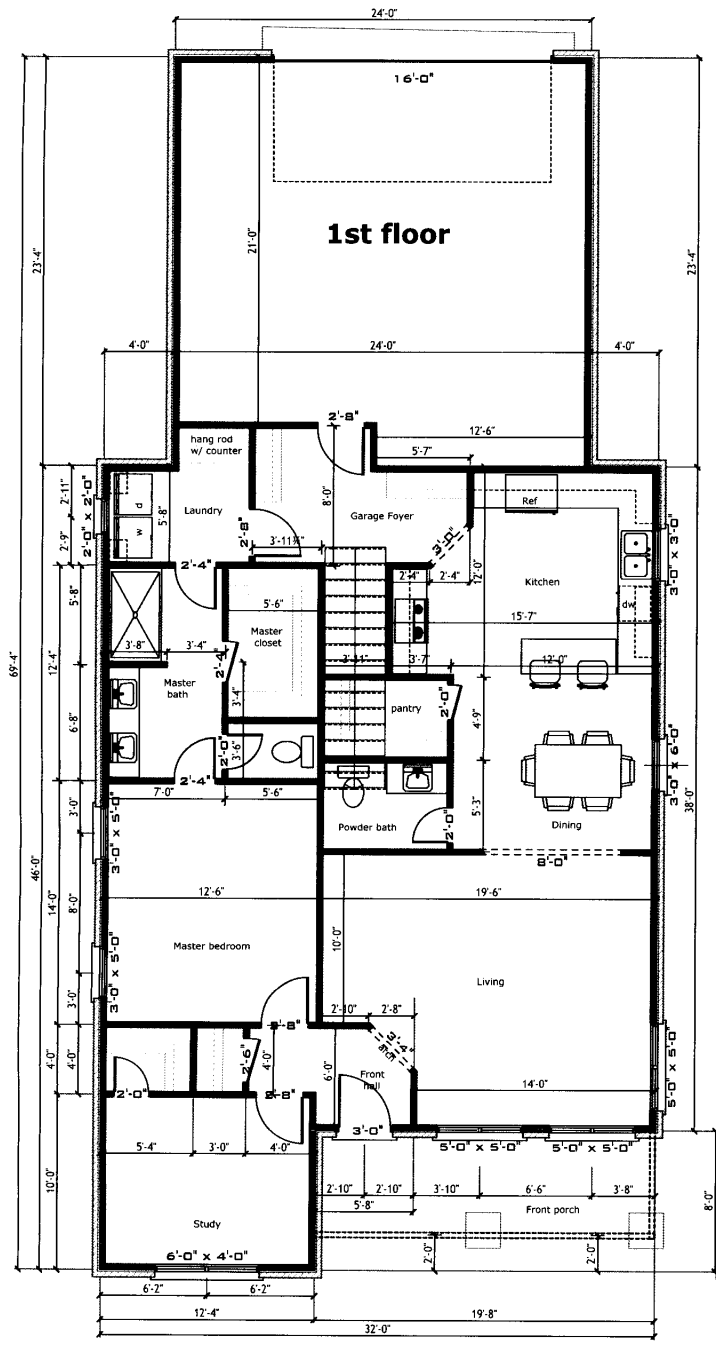 24'-0"
16'-0"
1st floor
21'-0"
23'-4"
23'-4"
4'-0"
24'-0"
4'-0"
2'-8"
12'-6"
5'-7"
hang rod
w/ counter
2'-11"
2'-0" x 2'-0"
d
5'-8"
Laundry
8'-0"
Garage Foyer
Ref
w
2'-8"
2'-9"
3'-11½"
3'-0"
3'-0" x 3'-0"
2'-4"
2'-4"
2'-4"
12'-0"
Kitchen
5'-8"
5'-6"
dw
15'-7"
12'-4"
Master
closet
3'-8"
3'-4"
2'-4"
3'-11"
3'-7"
12'-0"
69'-4"
Master
bath
3'-4"
2'-0"
pantry
6'-8"
4'-9"
2'-0"
3'-6"
3'-0" x 6'-0"
2'-4"
7'-0"
5'-6"
3'-0"
3'-0" x 5'-0"
5'-3"
38'-0"
Powder bath
2'-0"
Dining
8'-0"
46'-0"
14'-0"
8'-0"
12'-6"
19'-6"
Master bedroom
10'-0"
3'-0" x 5'-0"
Living
3'-0"
2'-10"
2'-8"
2'-8"
4'-0"
4'-0"
2'-6"
4'-0"
6'-0"
3'-4"
arch
5'-0" x 5'-0"
Front
hall
14'-0"
2'-0"
2'-8"
3'-0"
5'-0" x 5'-0"
5'-0" x 5'-0"
5'-4"
3'-0"
4'-0"
10'-0"
2'-10"
2'-10"
3'-10"
6'-6"
3'-8"
8'-0"
5'-8"
Front porch
Study
2'-0"
2'-0"
6'-0" x 4'-0"
6'-2"
6'-2"
12'-4"
19'-8"
32'-0"